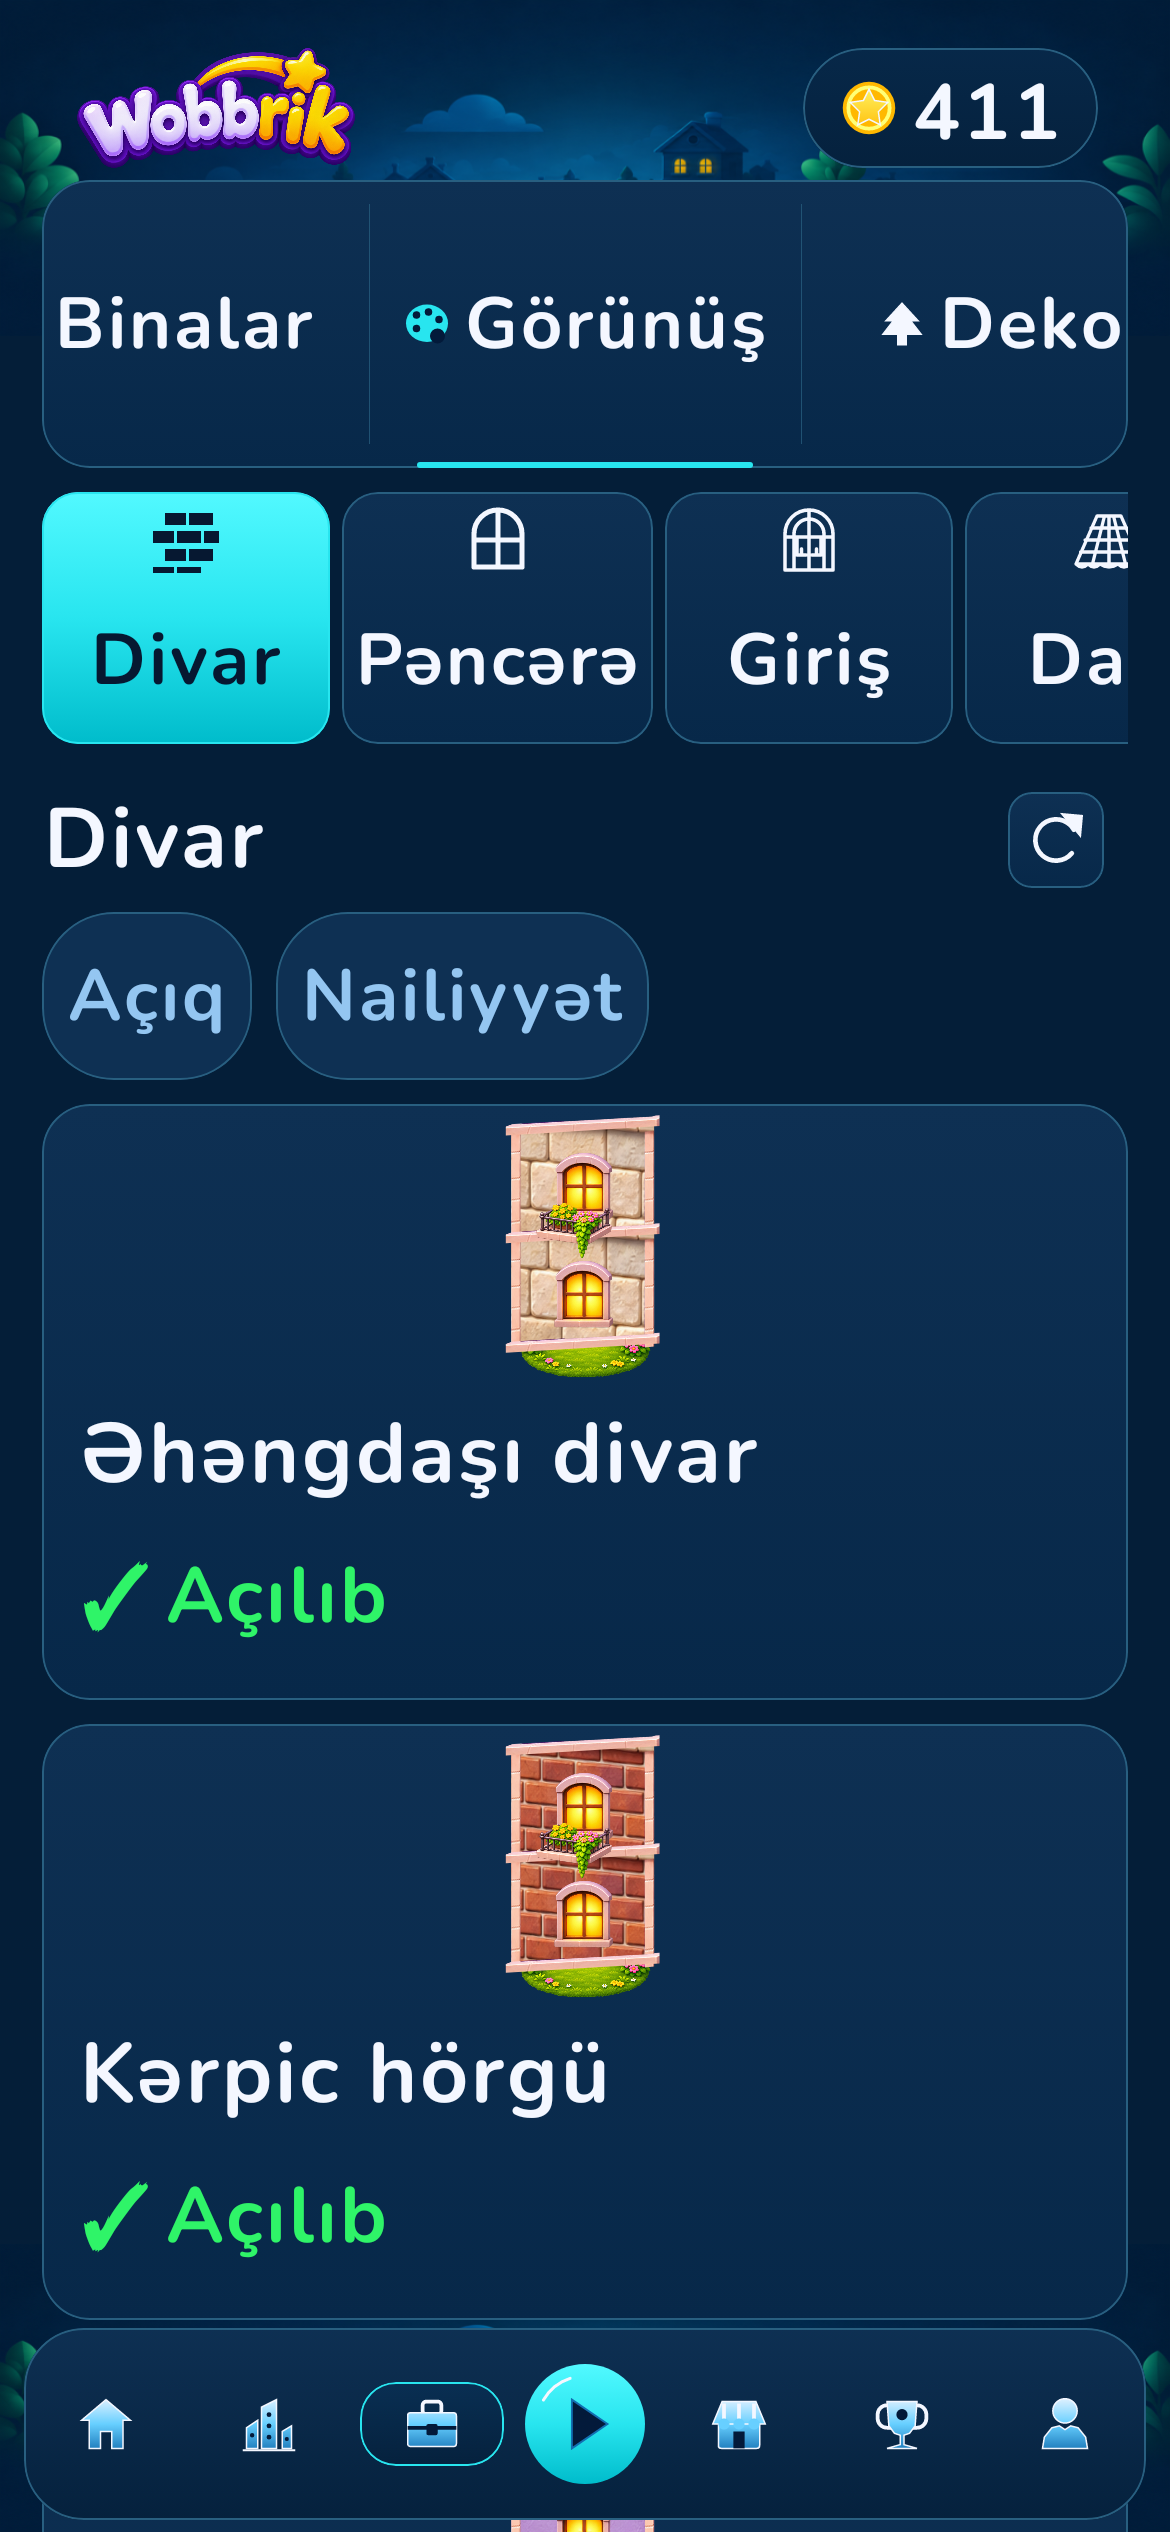 Wobbrik
411
Binalar
Görünüş
Deko
Divar
Pəncərə
Giriş
Da
Divar
Açıq
Nailiyyət
Əhəngdaşı divar
Açılıb
Kərpic hörgü
Açılıb